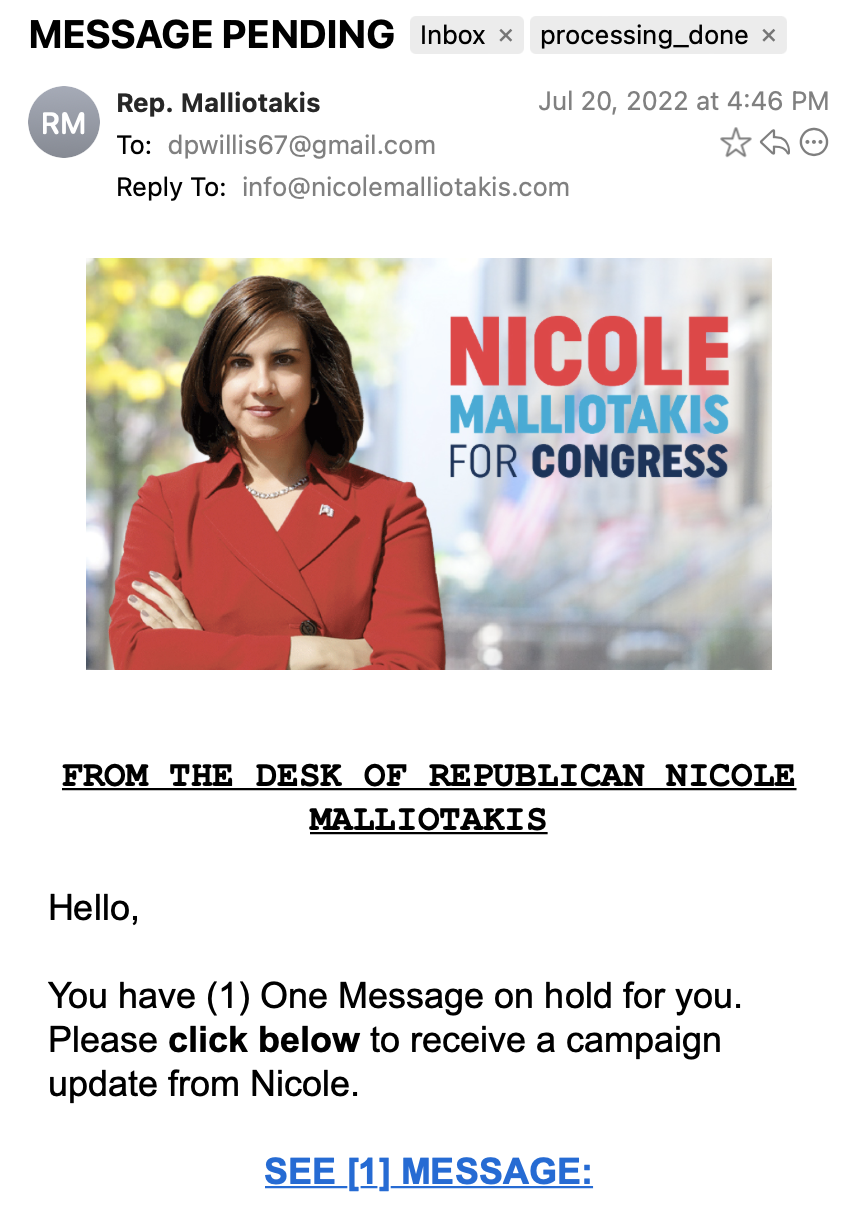 MESSAGE PENDING Inbox × processing_done ×
RM
Rep. Malliotakis Jul 20, 2022 at 4:46 PM
To: dpwillis67@gmail.com
Reply To: info@nicolemalliotakis.com
NICOLE
MALLIOTAKIS
FOR CONGRESS
FROM THE DESK OF REPUBLICAN NICOLE
MALLIOTAKIS
Hello,
You have (1) One Message on hold for you.
Please click below to receive a campaign
update from Nicole.
SEE [1] MESSAGE: